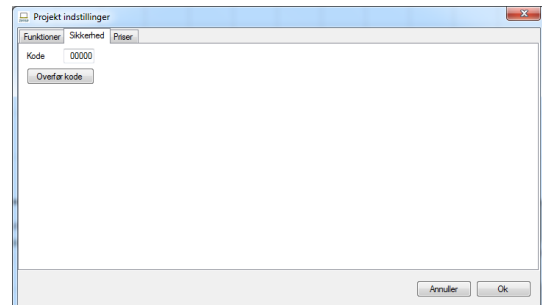 Projekt indstillinger
Funktioner Sikkerhed Priser
Kode 00000
Overfør kode
Annuller Ok